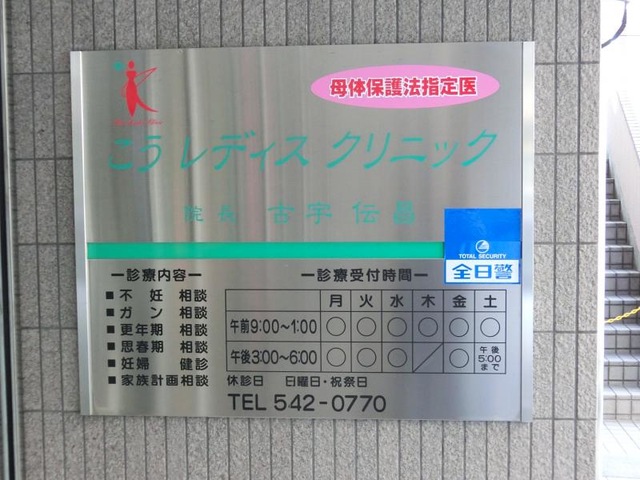 母体保護法指定医
こう レディス クリニック
院長 古宇 伝昌
TOTAL SECURITY
全日警
ー診療内容ー
■ 不妊 相談
■ ガン 相談
■ 更年期 相談
■ 思春期 相談
■ 妊婦 健診
■ 家族計画相談
ー診療受付時間ー
月 火 水 木 金 土
午前9:00〜1:00 ○ ○ ○ ○ ○ ○
午後3:00〜6:00 ○ ○ ○ ／ ○ 午後5:00まで
休診日 日曜日・祝祭日
TEL 542-0770